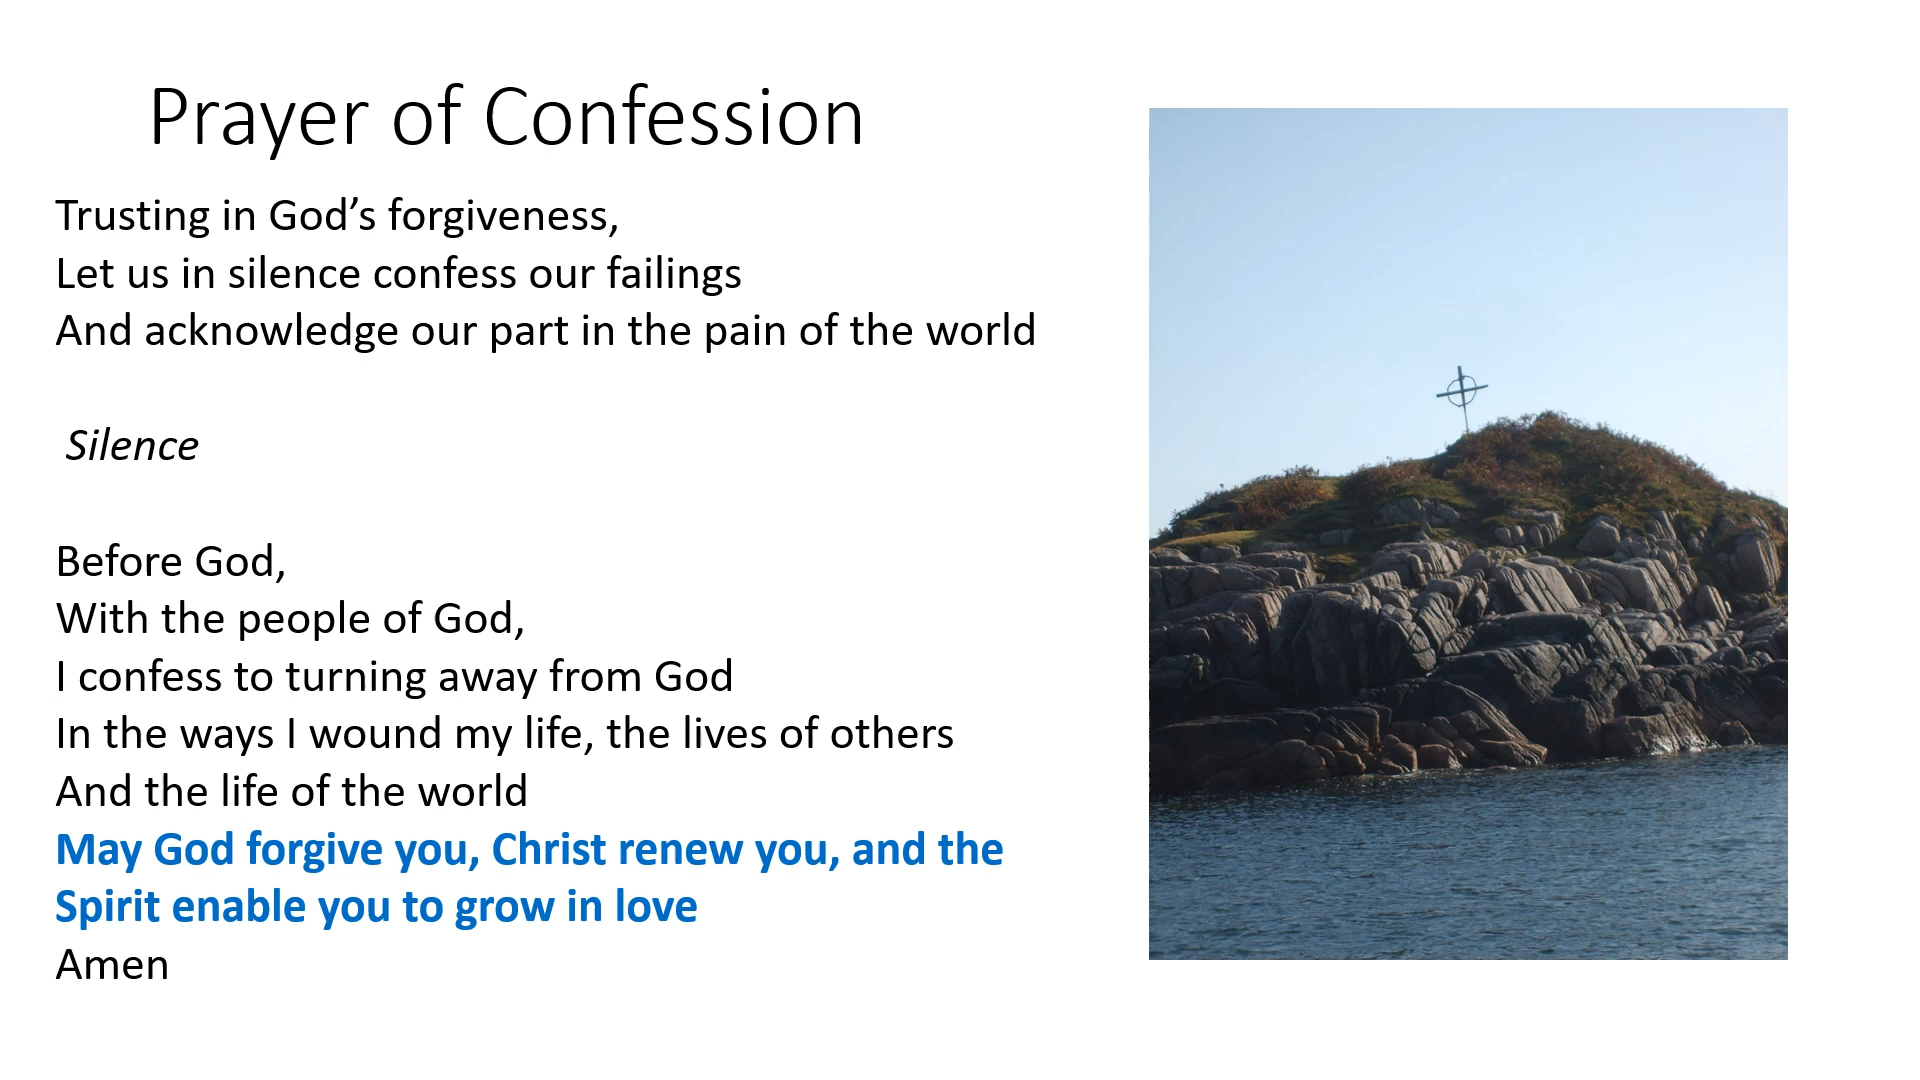 Prayer of Confession
Trusting in God’s forgiveness,
Let us in silence confess our failings
And acknowledge our part in the pain of the world
Silence
Before God,
With the people of God,
I confess to turning away from God
In the ways I wound my life, the lives of others
And the life of the world
May God forgive you, Christ renew you, and the
Spirit enable you to grow in love
Amen